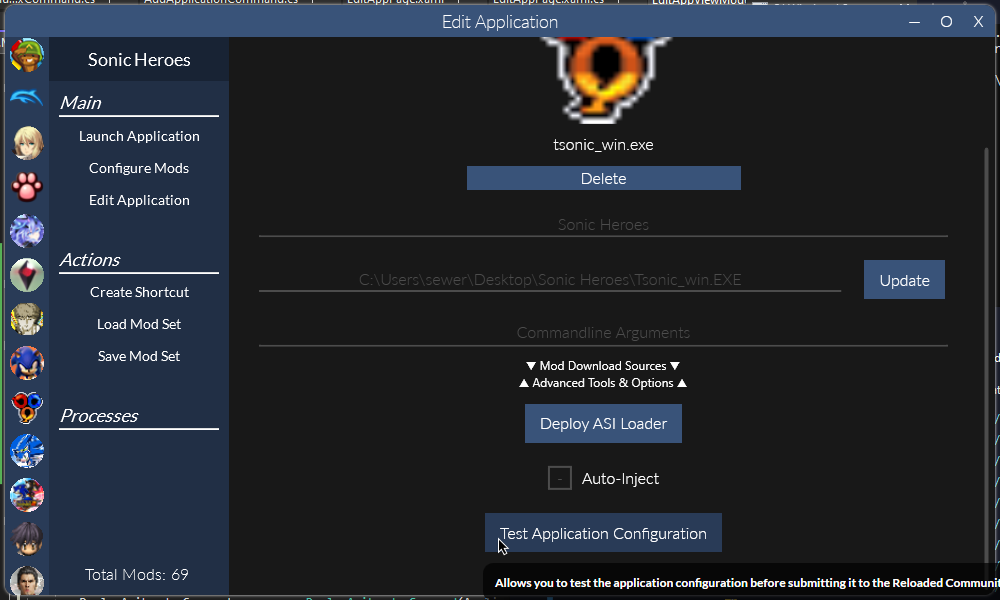 Edit Application
Sonic Heroes
Main
Launch Application
Configure Mods
Edit Application
Actions
Create Shortcut
Load Mod Set
Save Mod Set
Processes
Total Mods: 69
tsonic_win.exe
Delete
Sonic Heroes
C:\Users\sewer\Desktop\Sonic Heroes\Tsonic_win.EXE
Update
Commandline Arguments
▼ Mod Download Sources ▼
▲ Advanced Tools & Options ▲
Deploy ASI Loader
- Auto-Inject
Test Application Configuration
Allows you to test the application configuration before submitting it to the Reloaded Communit